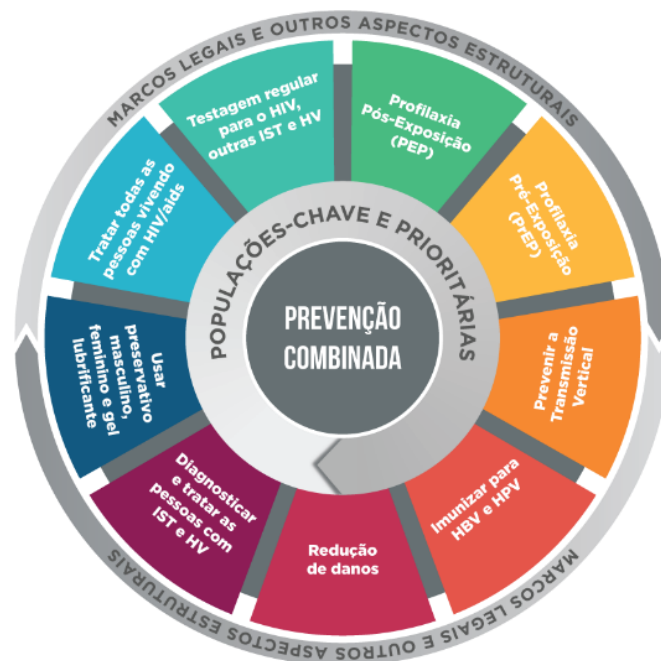 MARCOS LEGAIS E OUTROS ASPECTOS ESTRUTURAIS
Testagem regular
para o HIV,
outras IST e HV
Profilaxia
Pós-Exposição
(PEP)
Profilaxia
Pré-Exposição
(PrEP)
Prevenir a
Transmissão
Vertical
Imunizar para
HBV e HPV
Redução
de danos
Diagnosticar
e tratar as
pessoas com
IST e HV
Usar
preservativo
masculino,
feminino e gel
lubrificante
Tratar todas as
pessoas vivendo
com HIV/aids
POPULAÇÕES-CHAVE E PRIORITÁRIAS
PREVENÇÃO
COMBINADA
MARCOS LEGAIS E OUTROS ASPECTOS ESTRUTURAIS